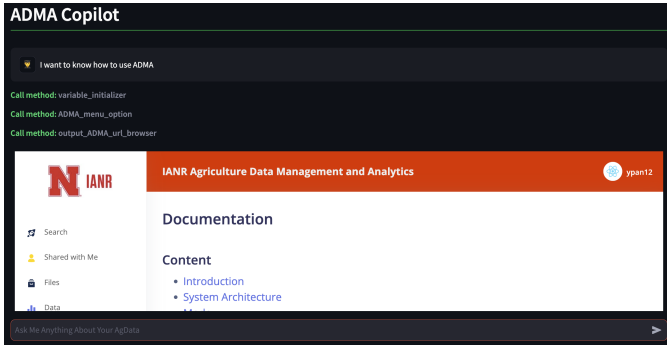 ADMA Copilot
I want to know how to use ADMA
Call method: variable_initializer
Call method: ADMA_menu_option
Call method: output_ADMA_url_browser
N IANR
IANR Agriculture Data Management and Analytics
ypan12
Search
Shared with Me
Files
Data
Documentation
Content
• Introduction
• System Architecture
Ask Me Anything About Your AgData